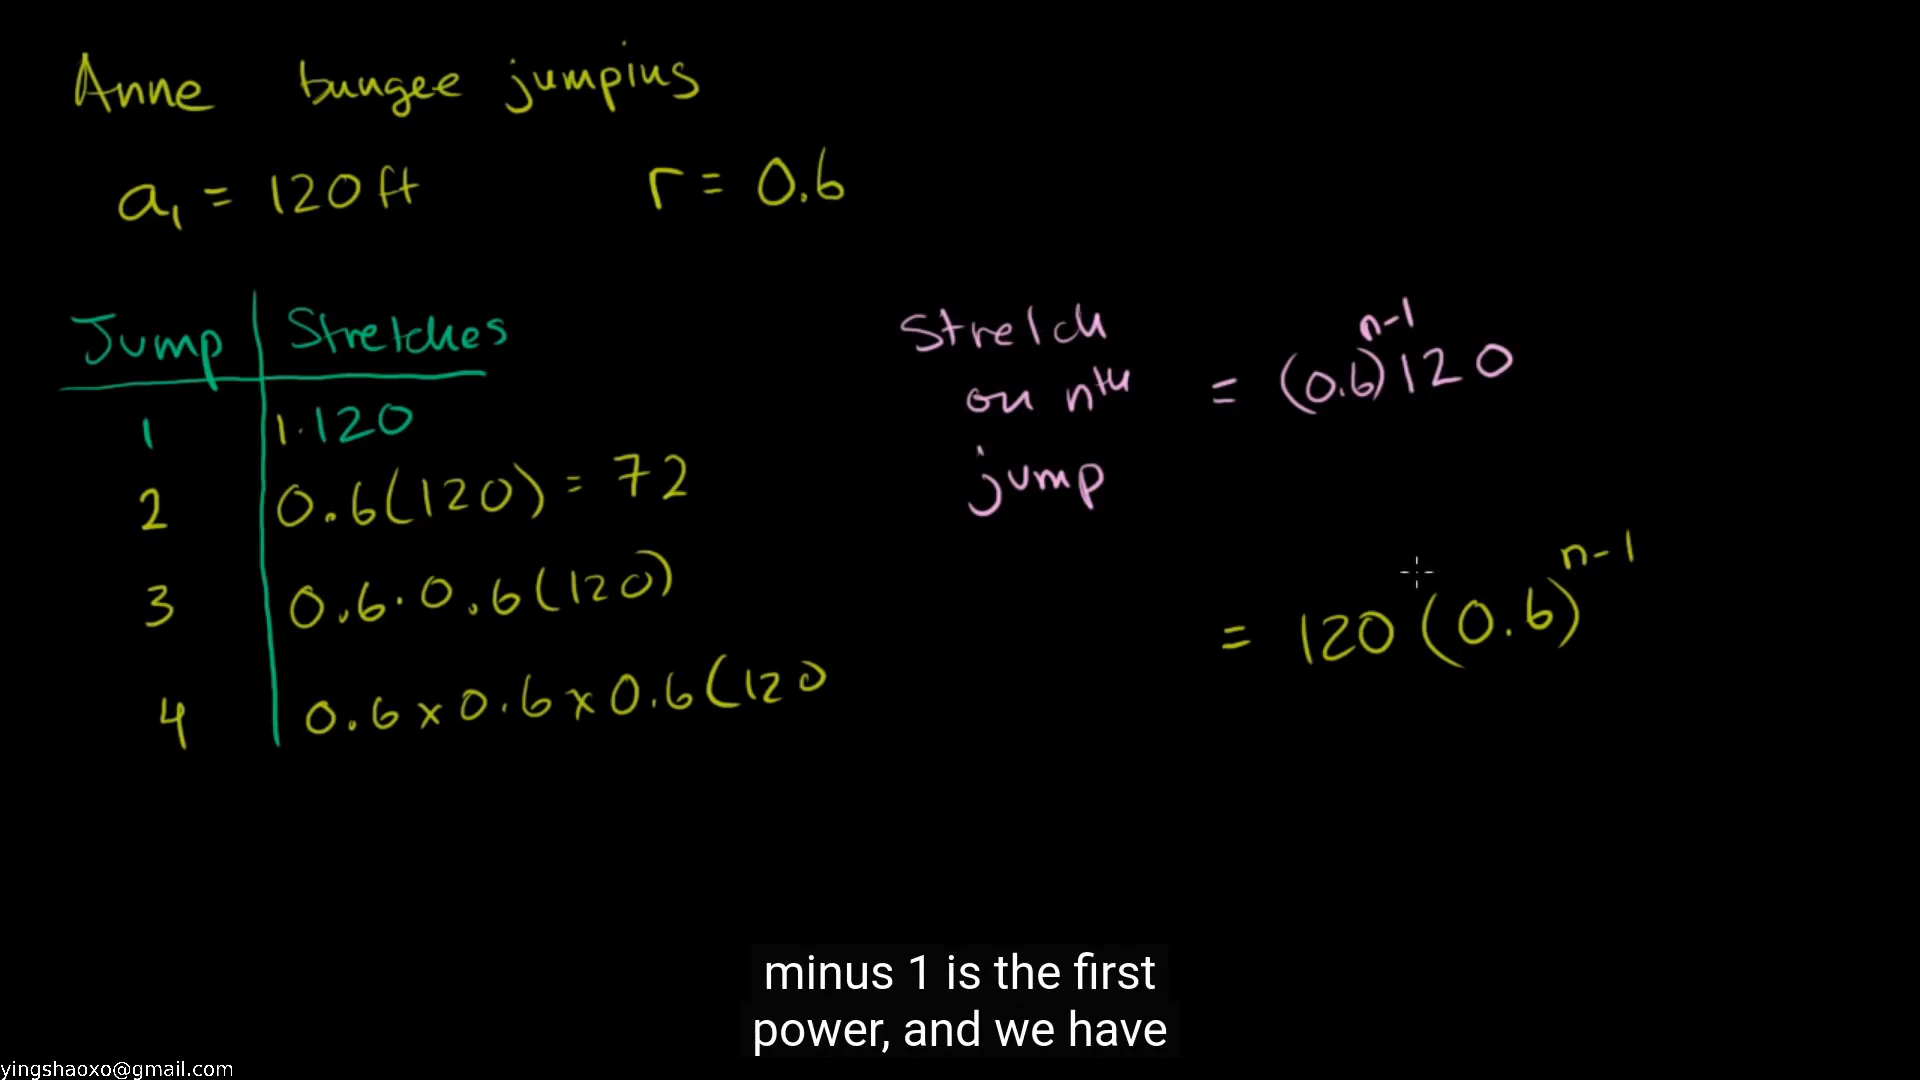 Anne bungee jumping
a₁ = 120 ft r = 0.6
Jump Stretches
1 1·120
2 0.6(120) = 72
3 0.6·0.6(120)
4 0.6×0.6×0.6(120
Stretch
on nᵗʰ = (0.6)ⁿ⁻¹120
jump
= 120(0.6)ⁿ⁻¹
minus 1 is the first
power, and we have
yingshaoxo@gmail.com